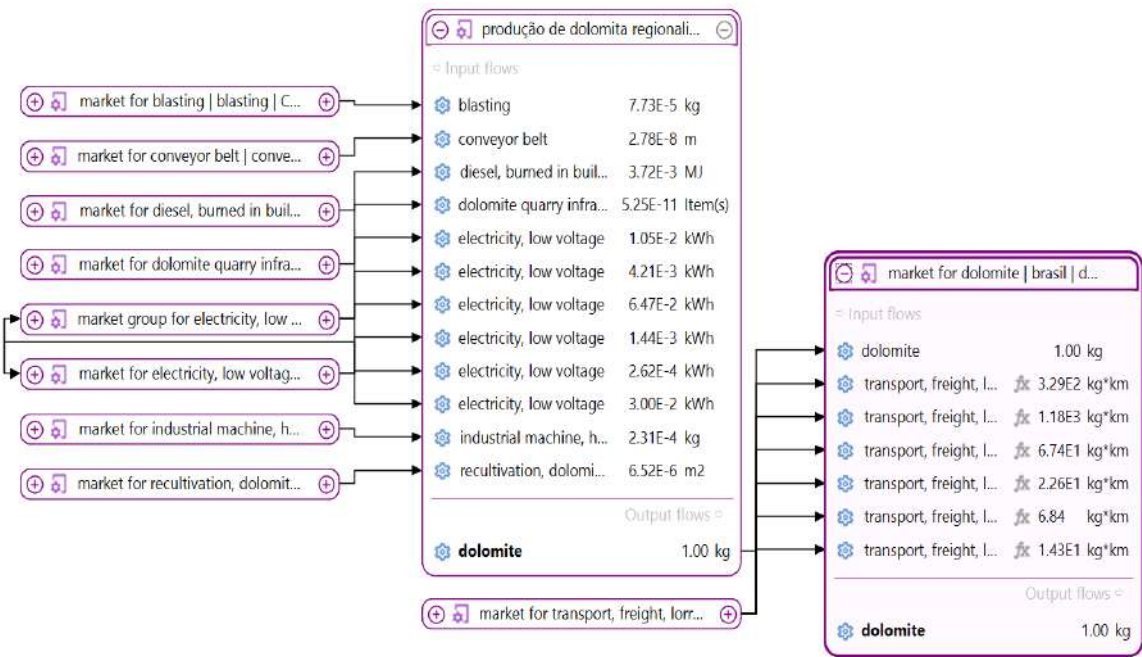 market for blasting | blasting | C...
market for conveyor belt | conve...
market for diesel, burned in buil...
market for dolomite quarry infra...
market group for electricity, low ...
market for electricity, low voltag...
market for industrial machine, h...
market for recultivation, dolomit...
produção de dolomita regionali...
Input flows
blasting 7.73E-5 kg
conveyor belt 2.78E-8 m
diesel, burned in buil... 3.72E-3 MJ
dolomite quarry infra... 5.25E-11 Item(s)
electricity, low voltage 1.05E-2 kWh
electricity, low voltage 4.21E-3 kWh
electricity, low voltage 6.47E-2 kWh
electricity, low voltage 1.44E-3 kWh
electricity, low voltage 2.62E-4 kWh
electricity, low voltage 3.00E-2 kWh
industrial machine, h... 2.31E-4 kg
recultivation, dolomi... 6.52E-6 m2
Output flows
dolomite 1.00 kg
market for transport, freight, lorr...
market for dolomite | brasil | d...
Input flows
dolomite 1.00 kg
transport, freight, l... fx 3.29E2 kg*km
transport, freight, l... fx 1.18E3 kg*km
transport, freight, l... fx 6.74E1 kg*km
transport, freight, l... fx 2.26E1 kg*km
transport, freight, l... fx 6.84 kg*km
transport, freight, l... fx 1.43E1 kg*km
Output flows
dolomite 1.00 kg